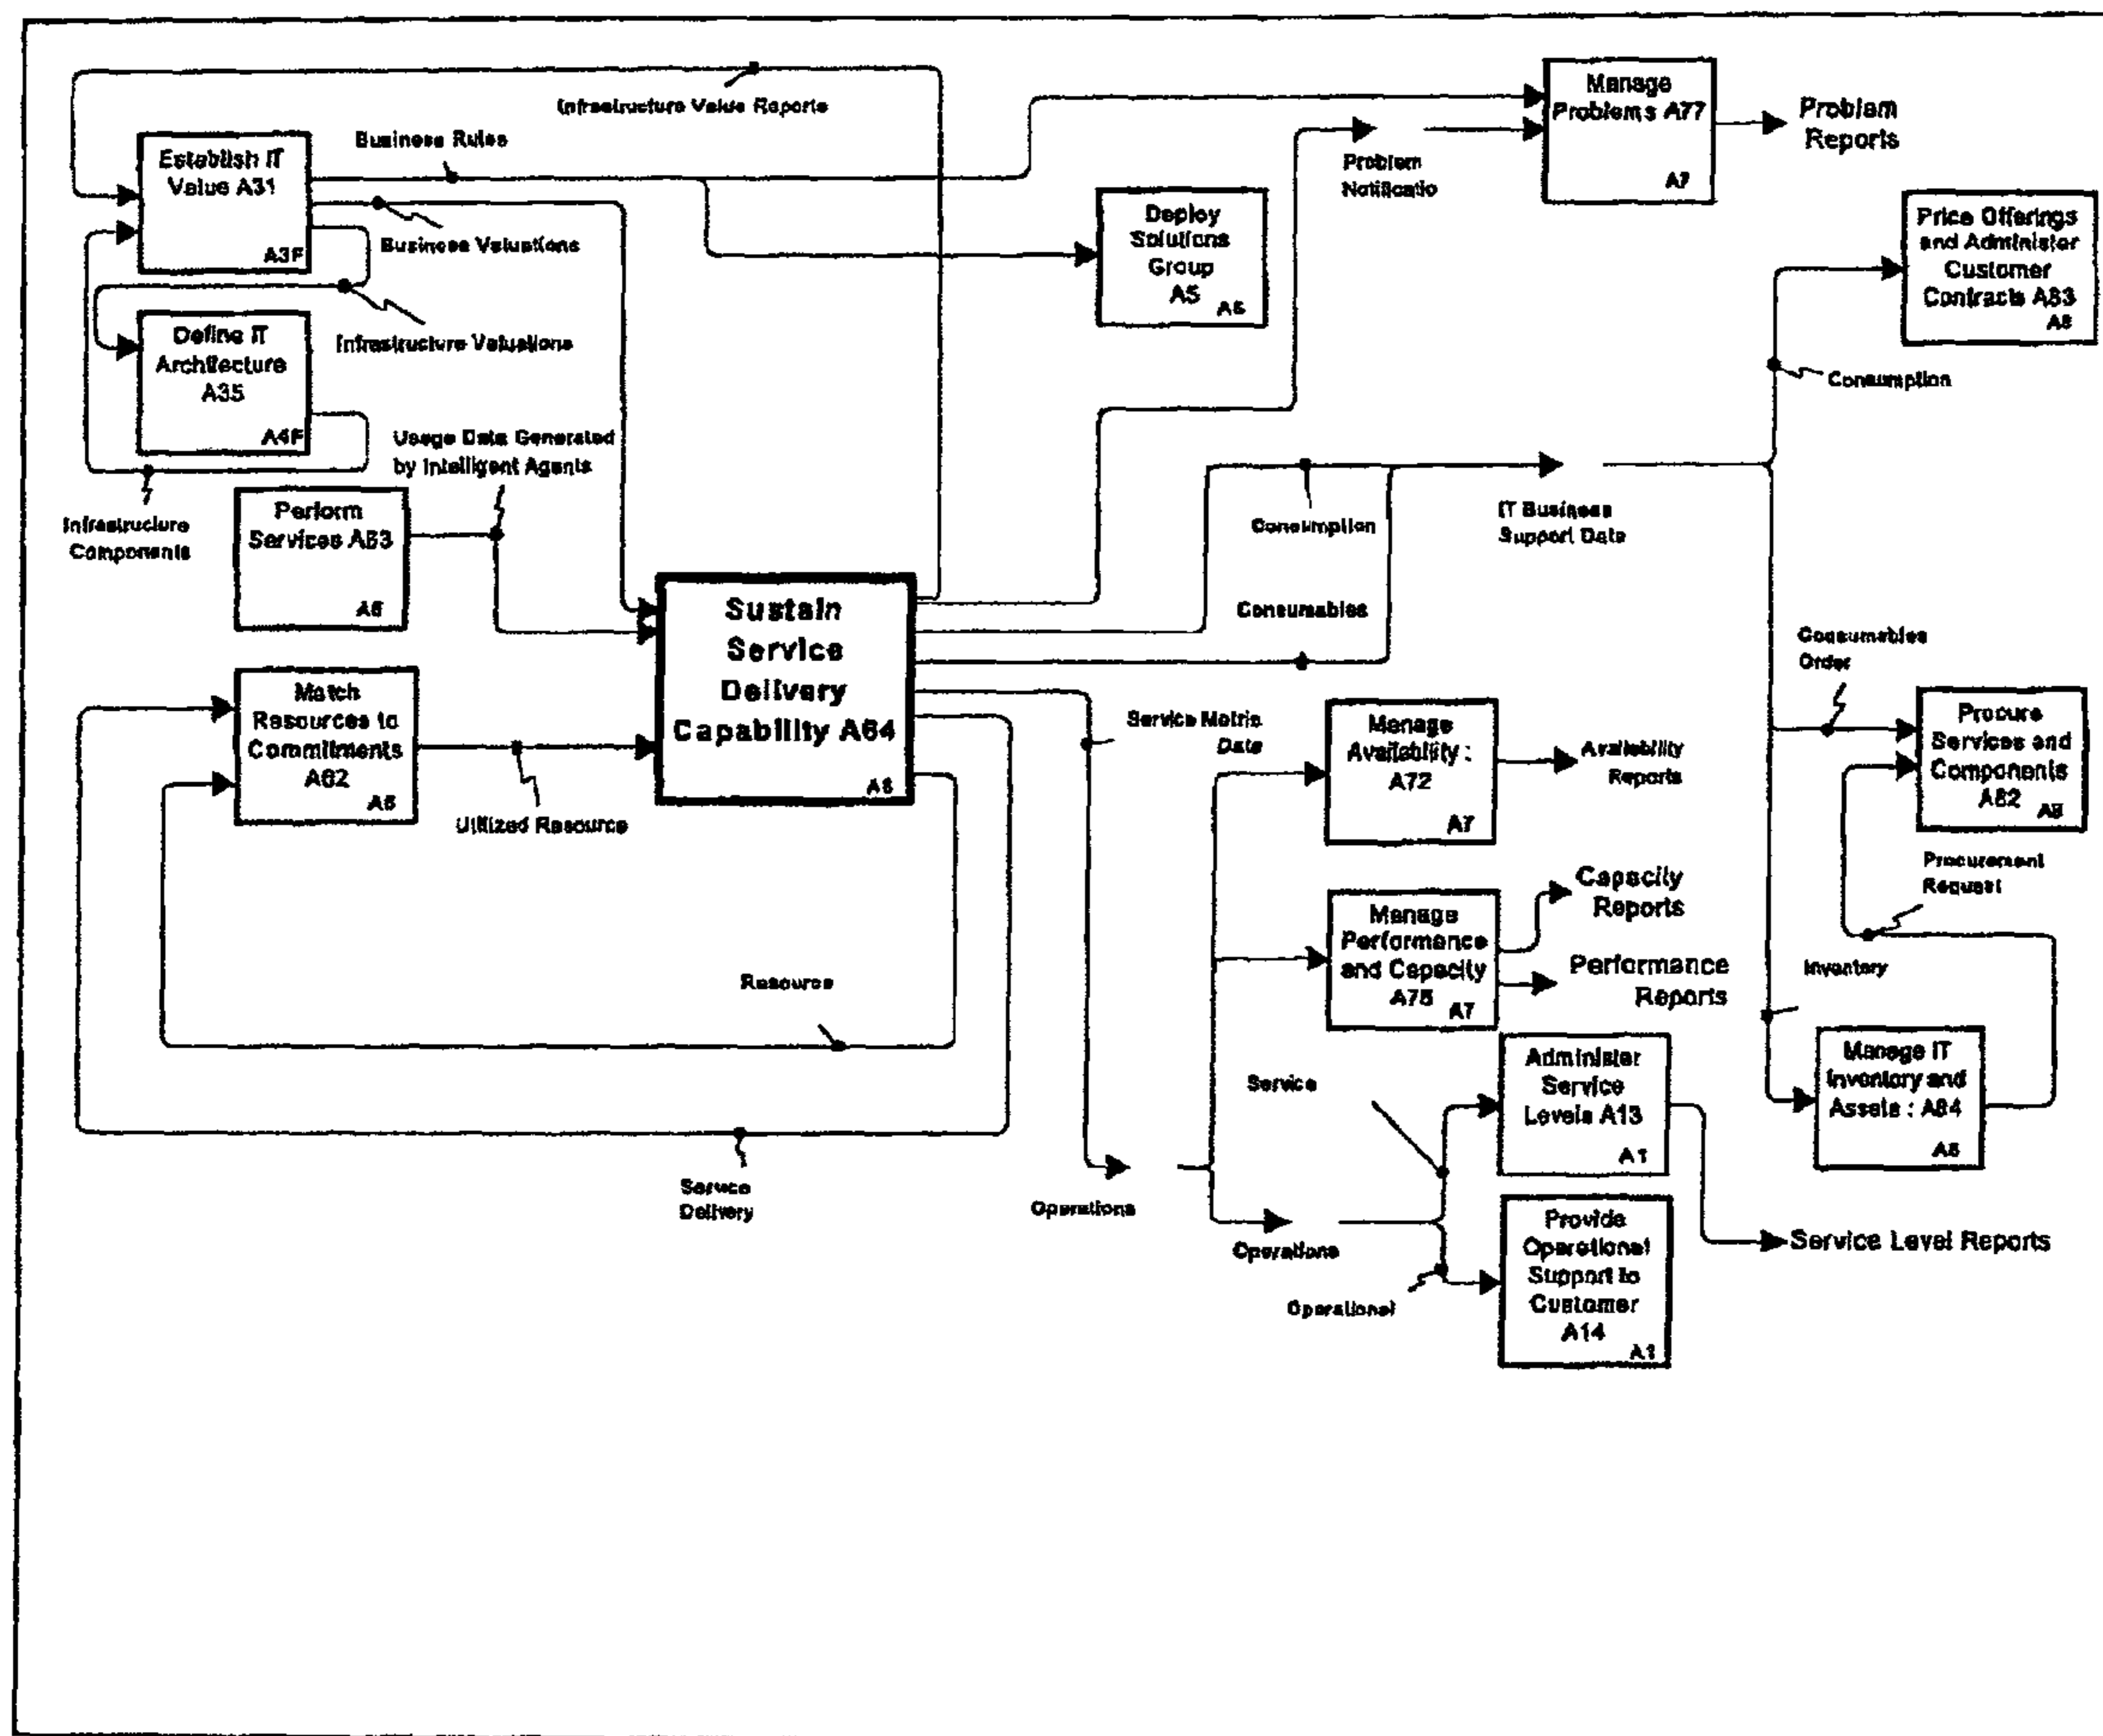 Infrastructure Value Reports
Business Rules
Establish IT
Value A31
A3F
Business Valuations
Infrastructure Valuations
Define IT
Architecture
A35
A4F
Infrastructure
Components
Usage Data Generated
by Intelligent Agents
Perform
Services A63
A6
Match
Resources to
Commitments
A62
A6
Utilized Resource
Sustain
Service
Delivery
Capability A64
A6
Resource
Service
Delivery
Manage
Problems A77
A7
Problem
Reports
Problem
Notificatio
Deploy
Solutions
Group
A5
Price Offerings
and Administer
Customer
Contracts A83
A8
Consumption
Consumption
IT Business
Support Data
Consumables
Consumables
Order
Service Metric
Data
Manage
Availability :
A72
A7
Availability
Reports
Procure
Services and
Components
A82
A8
Procurement
Request
Manage
Performance
and Capacity
A75
A7
Capacity
Reports
Performance
Reports
Inventory
Manage IT
Inventory and
Assets : A84
A8
Service
Administer
Service
Levels A13
A1
Operations
Operations
Operational
Provide
Operational
Support to
Customer
A14
A1
Service Level Reports